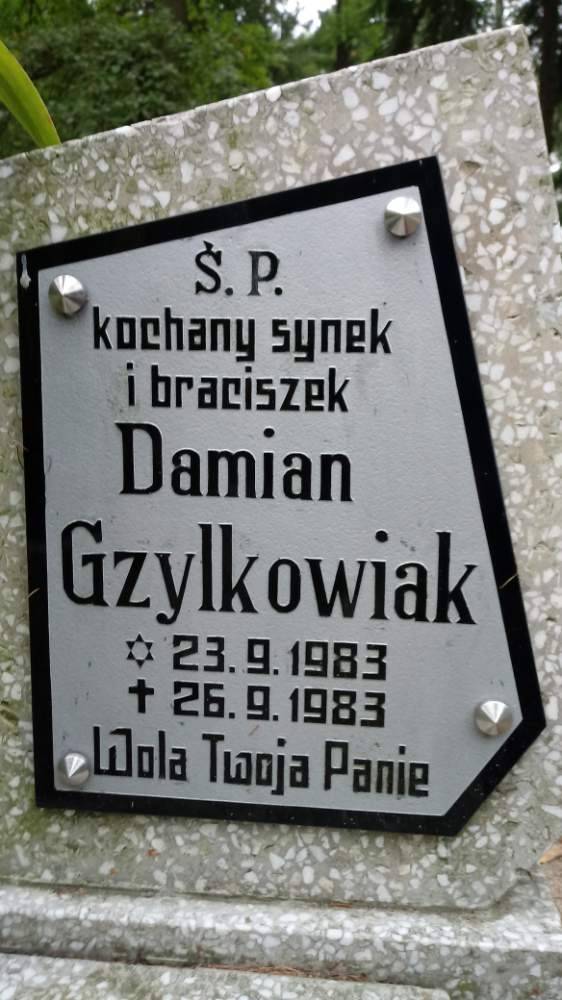 Ś. P.
kochany synek
i braciszek
Damian
Gzylkowiak
✡ 23. 9. 1983
✝ 26. 9. 1983
Wola Twoja Panie